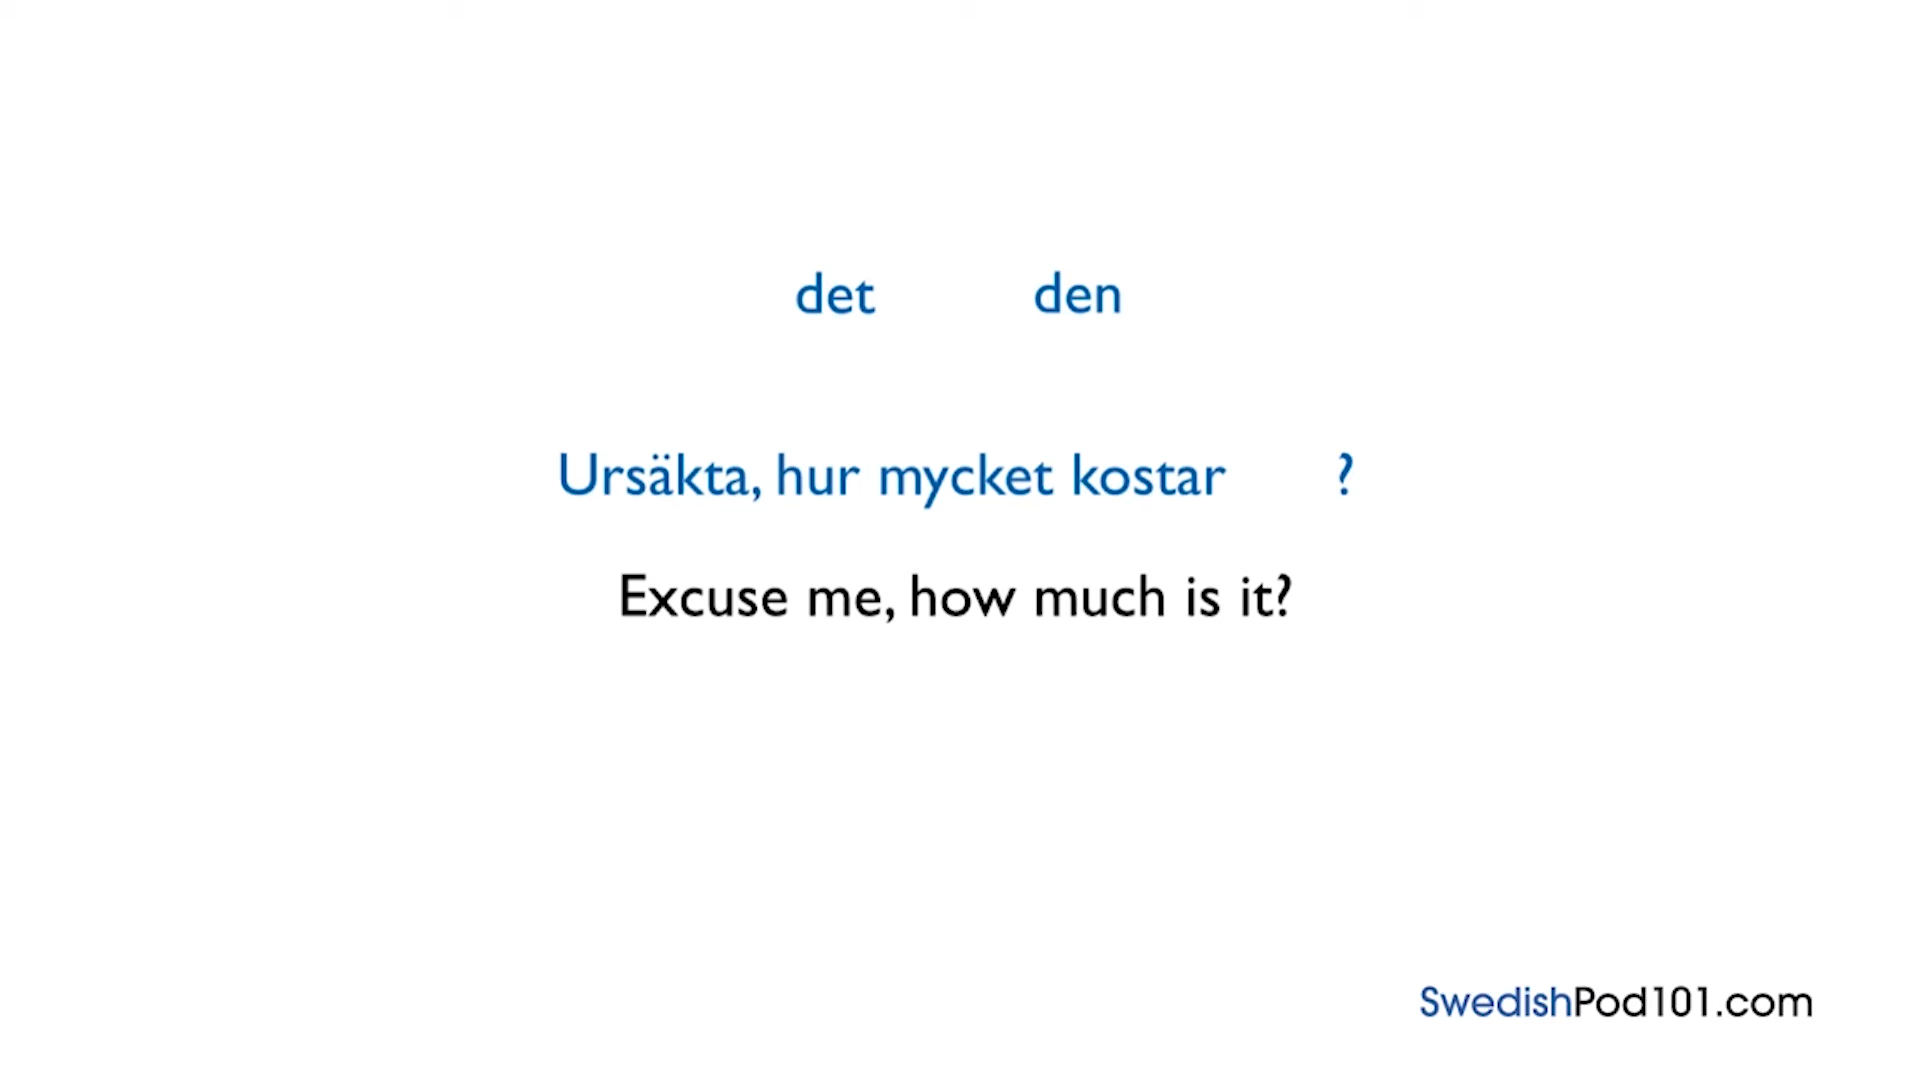 det den
Ursäkta, hur mycket kostar ?
Excuse me, how much is it?
SwedishPod101.com